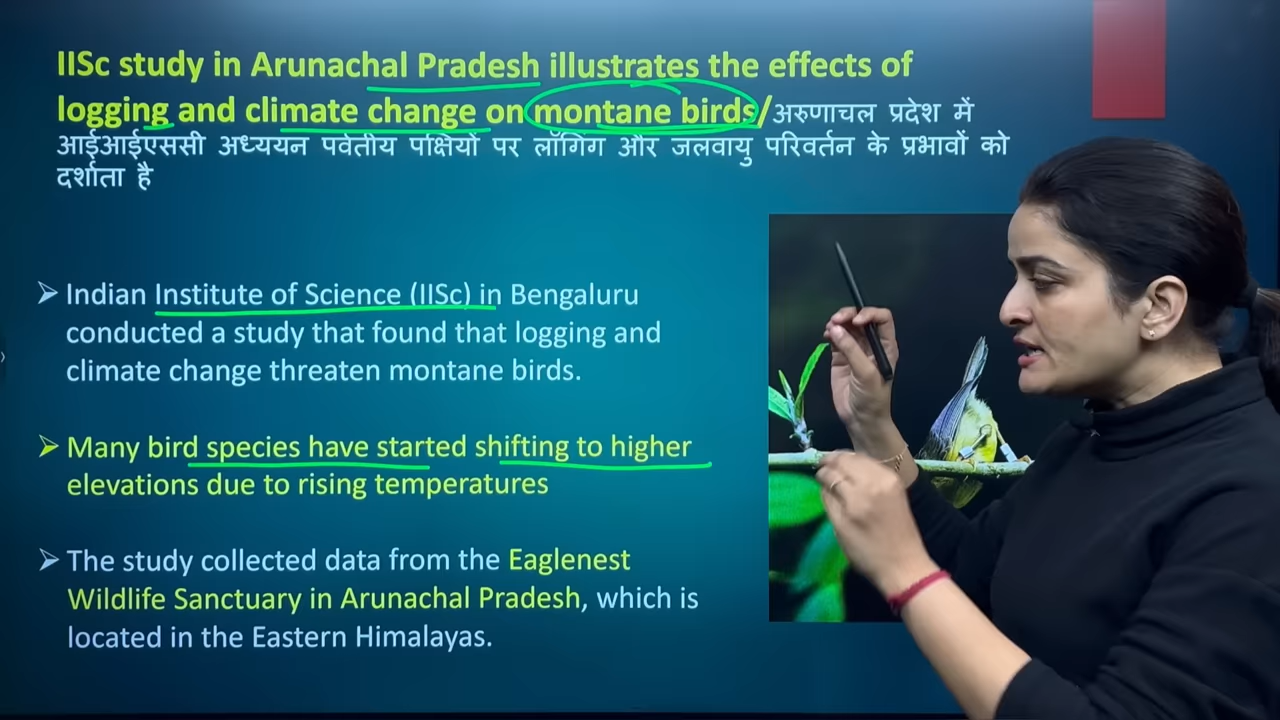 IISc study in Arunachal Pradesh illustrates the effects of
logging and climate change on montane birds/अरुणाचल प्रदेश में
आईआईएससी अध्ययन पर्वतीय पक्षियों पर लॉगिंग और जलवायु परिवर्तन के प्रभावों को
दर्शाता है
Indian Institute of Science (IISc) in Bengaluru
conducted a study that found that logging and
climate change threaten montane birds.
Many bird species have started shifting to higher
elevations due to rising temperatures
The study collected data from the Eaglenest
Wildlife Sanctuary in Arunachal Pradesh, which is
located in the Eastern Himalayas.